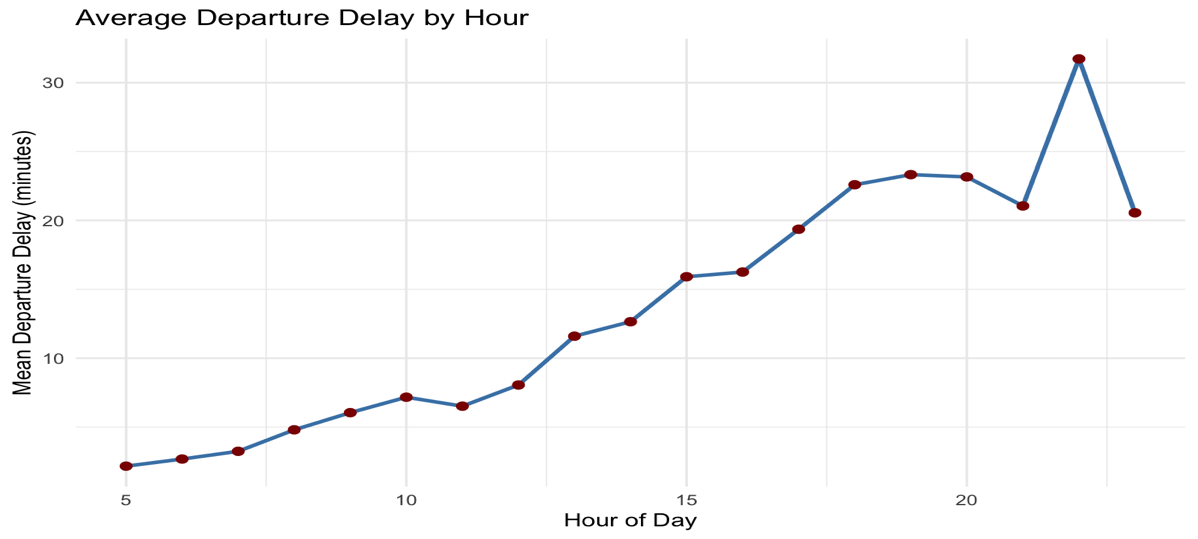 Average Departure Delay by Hour
Mean Departure Delay (minutes)
30
20
10
5 10 15 20
Hour of Day